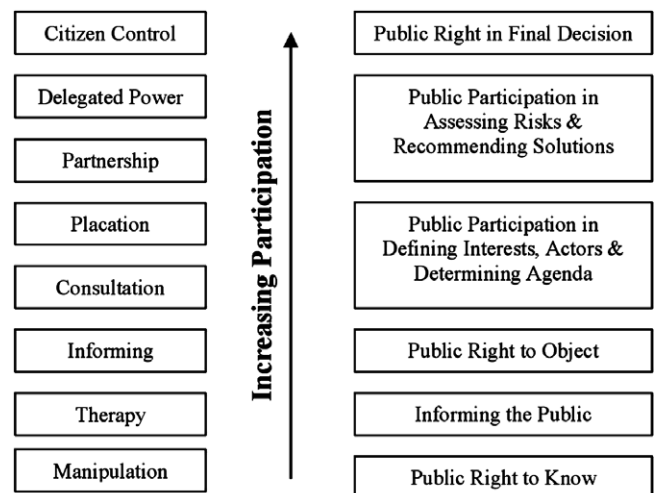 Citizen Control
Delegated Power
Partnership
Placation
Consultation
Informing
Therapy
Manipulation
Increasing Participation
Public Right in Final Decision
Public Participation in
Assessing Risks &
Recommending Solutions
Public Participation in
Defining Interests, Actors &
Determining Agenda
Public Right to Object
Informing the Public
Public Right to Know